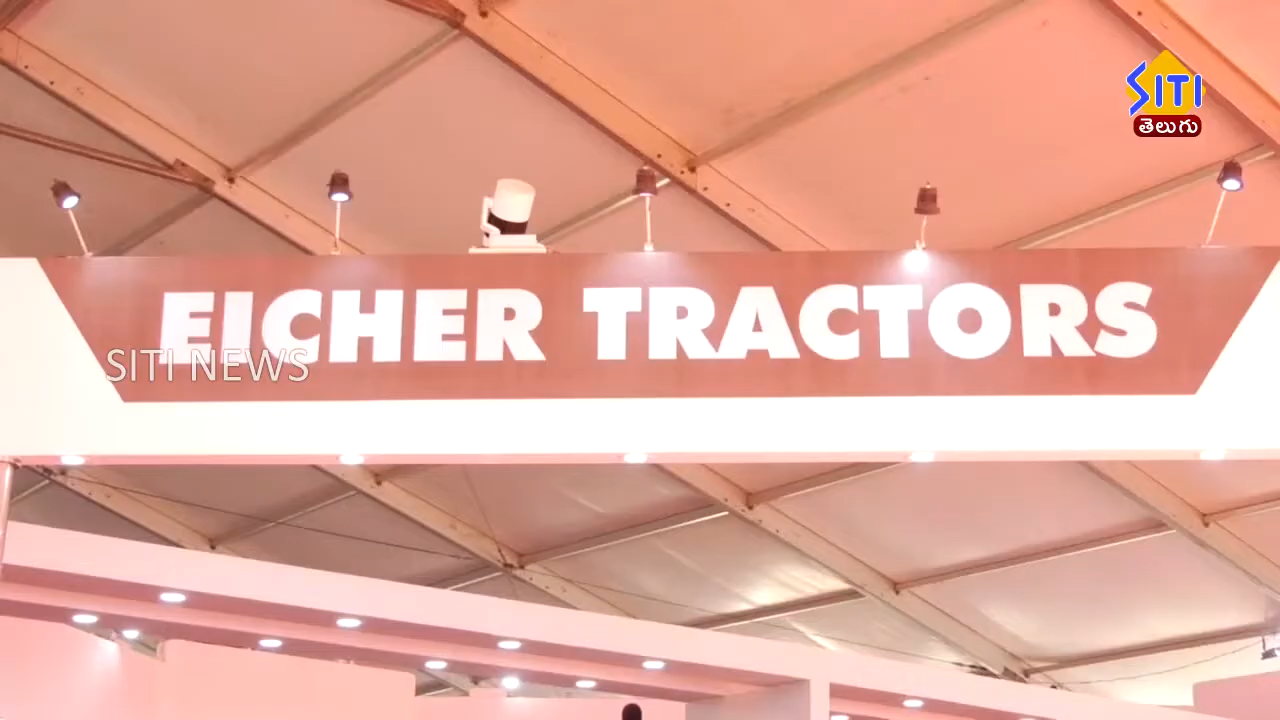 SITI
తెలుగు
EICHER TRACTORS
SITI NEWS